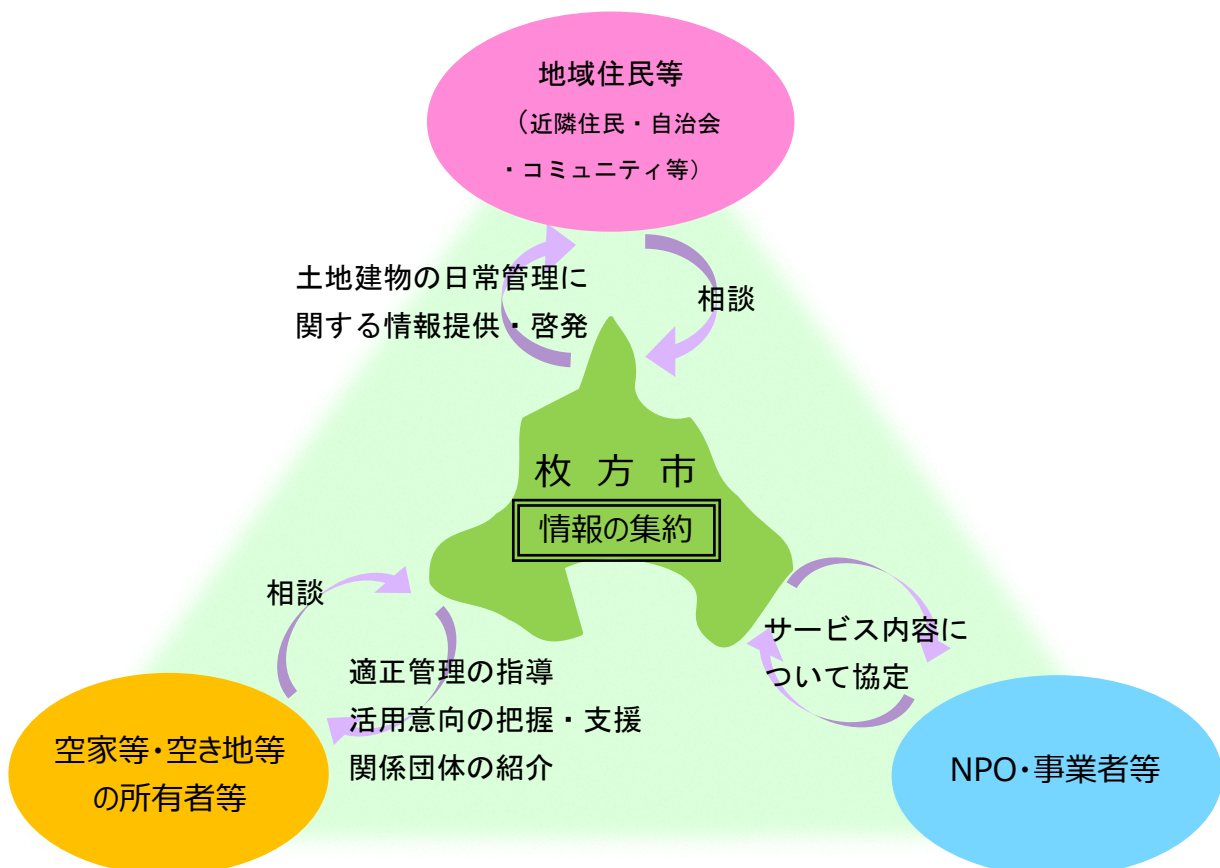 地域住民等
（近隣住民・自治会
・コミュニティ等）
土地建物の日常管理に
関する情報提供・啓発
相談
枚方市
情報の集約
相談
適正管理の指導
活用意向の把握・支援
関係団体の紹介
サービス内容に
ついて協定
空家等・空き地等
の所有者等
NPO・事業者等